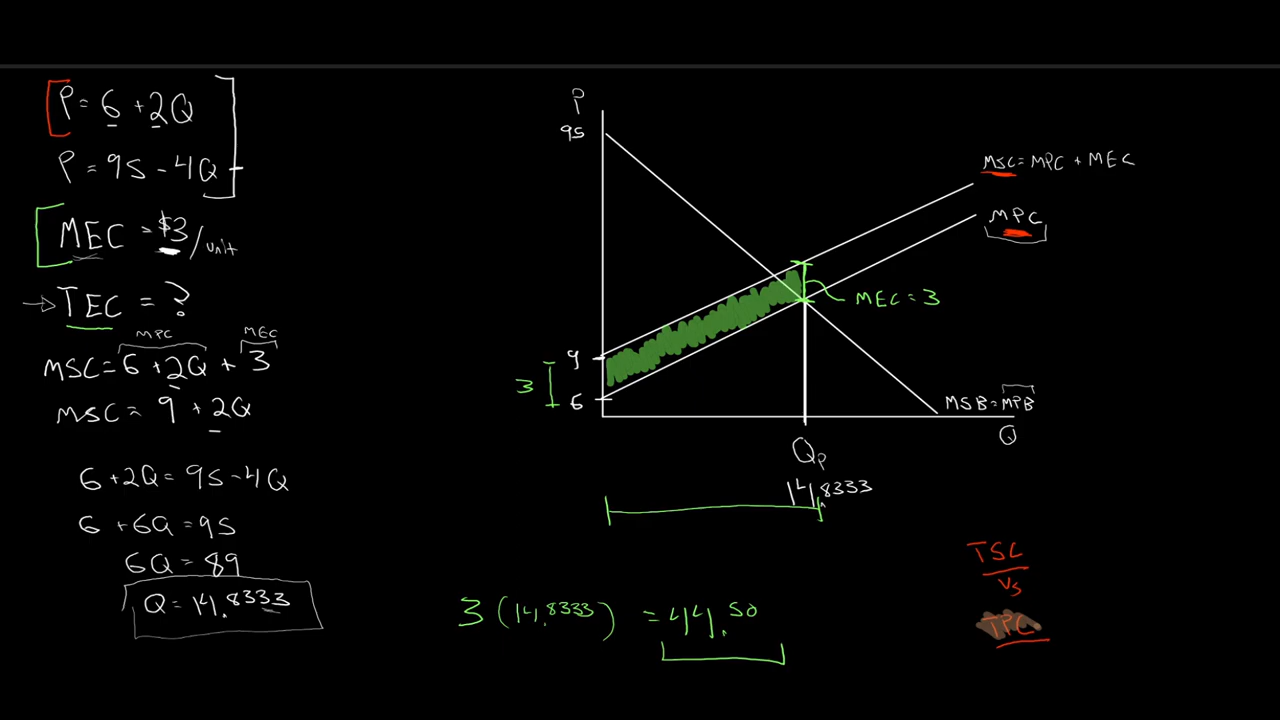 P = 6 + 2Q
P = 95 - 4Q
MEC = $3/unit
TEC = ?
MPC MEC
MSC = 6 + 2Q + 3
MSC = 9 + 2Q
6 + 2Q = 95 - 4Q
6 + 6Q = 95
6Q = 89
Q = 14.8333
P
95
MSC = MPC + MEC
MPC
MEC = 3
9
3
6
MSB = MPB
Q
Qp
14.8333
3 (14.8333) = 44.50
TSC
vs
TPC